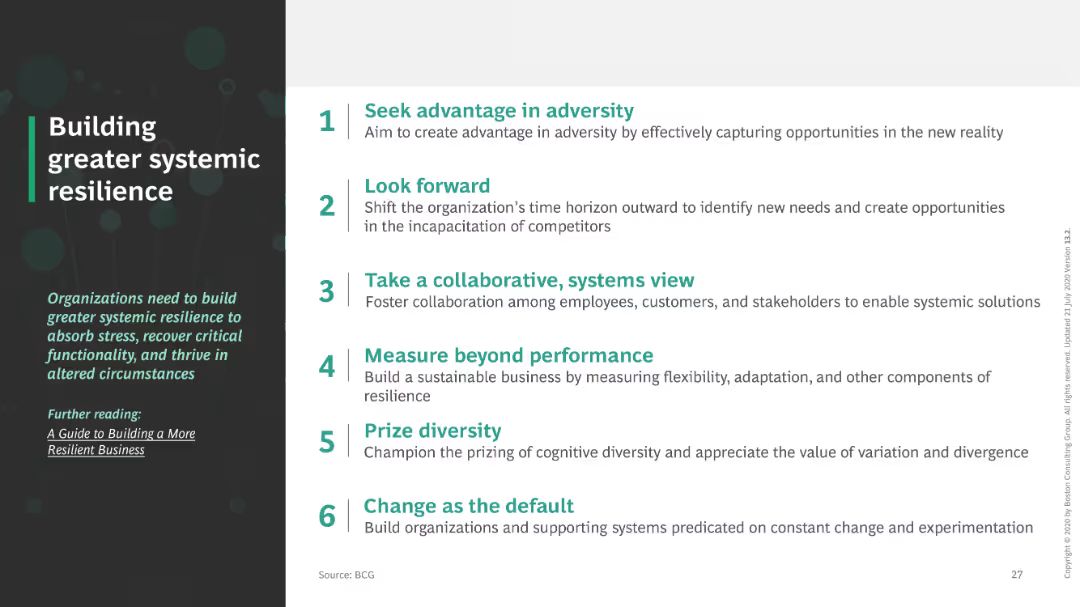 Building
greater systemic
resilience
Organizations need to build
greater systemic resilience to
absorb stress, recover critical
functionality, and thrive in
altered circumstances
Further reading:
A Guide to Building a More
Resilient Business
1
Seek advantage in adversity
Aim to create advantage in adversity by effectively capturing opportunities in the new reality
2
Look forward
Shift the organization's time horizon outward to identify new needs and create opportunities
in the incapacitation of competitors
3
Take a collaborative, systems view
Foster collaboration among employees, customers, and stakeholders to enable systemic solutions
4
Measure beyond performance
Build a sustainable business by measuring flexibility, adaptation, and other components of
resilience
5
Prize diversity
Champion the prizing of cognitive diversity and appreciate the value of variation and divergence
6
Change as the default
Build organizations and supporting systems predicated on constant change and experimentation
Source: BCG
27
Copyright © 2020 by Boston Consulting Group. All rights reserved. Updated 21 July 2020 Version 13.2.